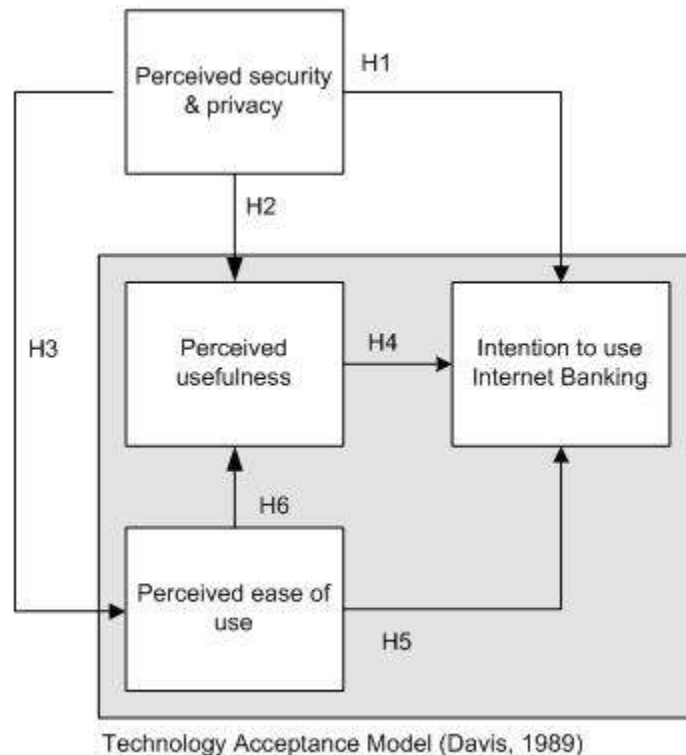 Perceived security
& privacy
H1
H2
H3
Perceived
usefulness
H4
Intention to use
Internet Banking
H6
Perceived ease of
use
H5
Technology Acceptance Model (Davis, 1989)